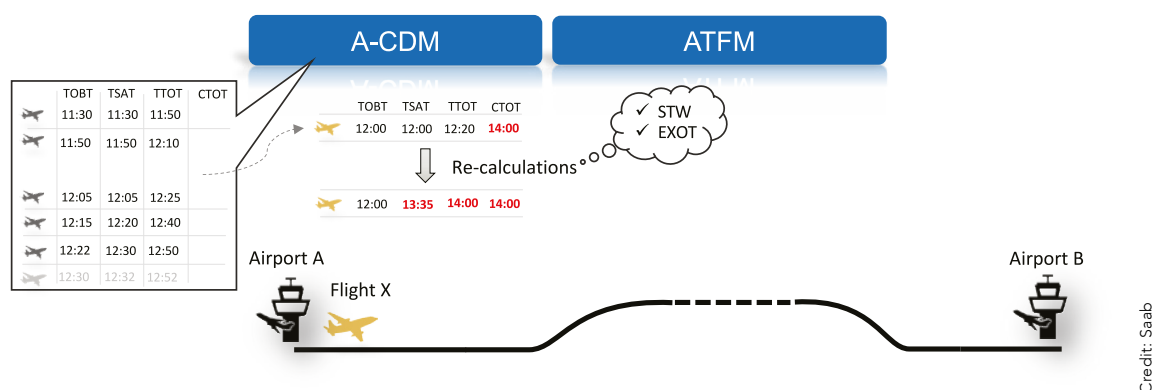 A-CDM
ATFM
TOBT TSAT TTOT CTOT
11:30 11:30 11:50
11:50 11:50 12:10
12:05 12:05 12:25
12:15 12:20 12:40
12:22 12:30 12:50
12:30 12:32 12:52
TOBT TSAT TTOT CTOT
12:00 12:00 12:20 14:00
✓ STW
✓ EXOT
Re-calculations
12:00 13:35 14:00 14:00
Airport A
Flight X
Airport B
Credit: Saab